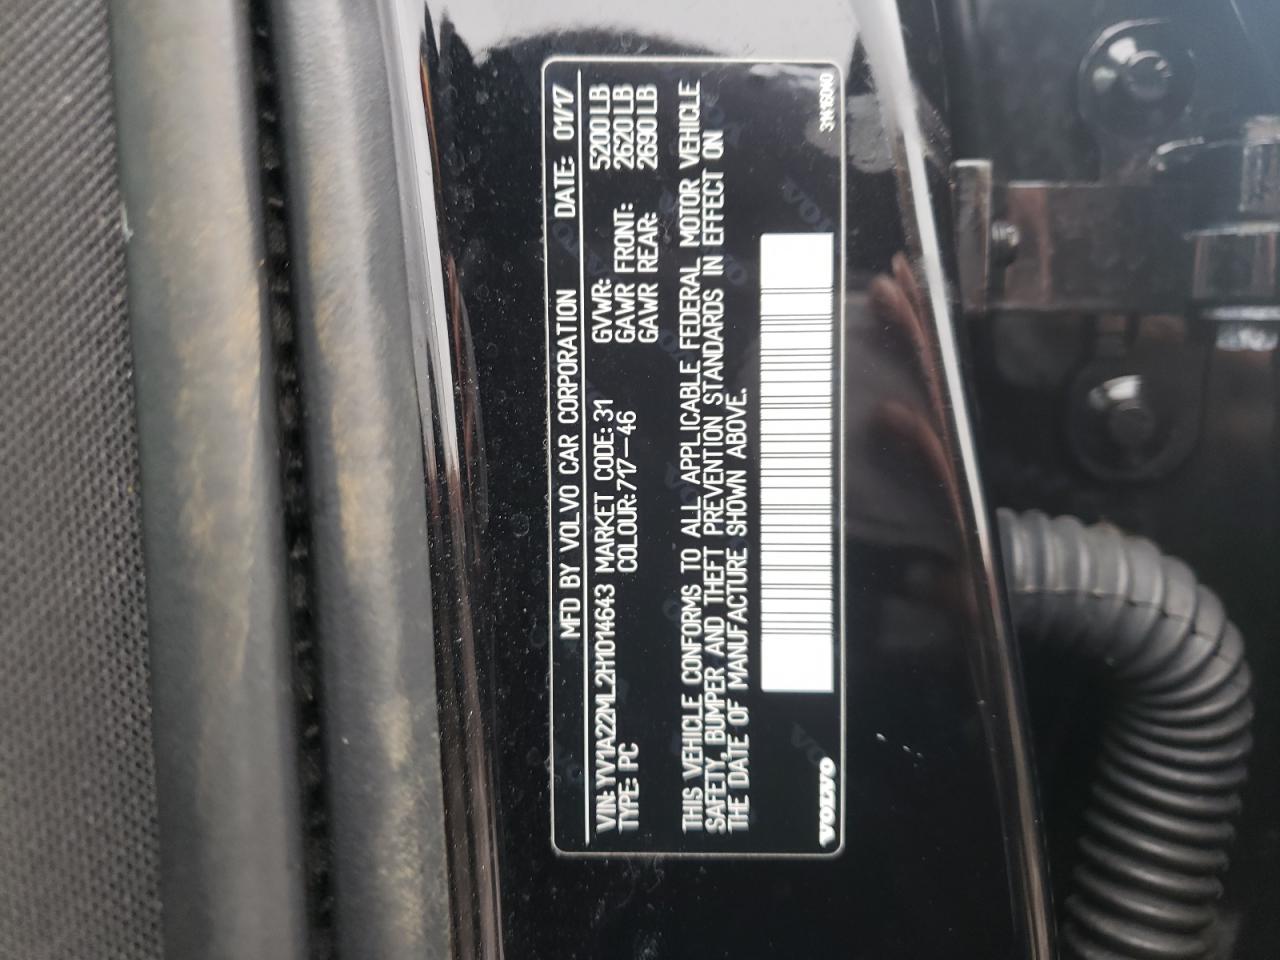 MFD BY VOLVO CAR CORPORATION DATE: 01/17
VIN: YV1A22ML2H1014643 MARKET CODE: 31 GVWR: 5200 LB
TYPE: PC COLOUR: 717-46 GAWR FRONT: 2620 LB
GAWR REAR: 2690 LB
THIS VEHICLE CONFORMS TO ALL APPLICABLE FEDERAL MOTOR VEHICLE
SAFETY, BUMPER AND THEFT PREVENTION STANDARDS IN EFFECT ON
THE DATE OF MANUFACTURE SHOWN ABOVE.
VOLVO 31416040